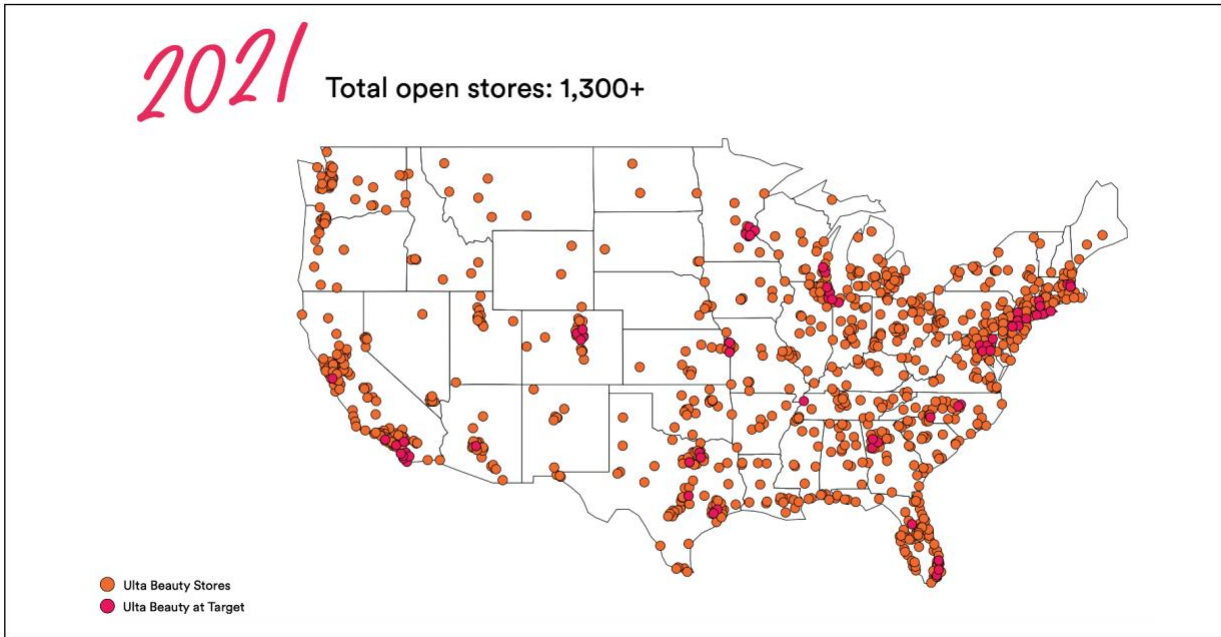 2021
Total open stores: 1,300+
Ulta Beauty Stores
Ulta Beauty at Target